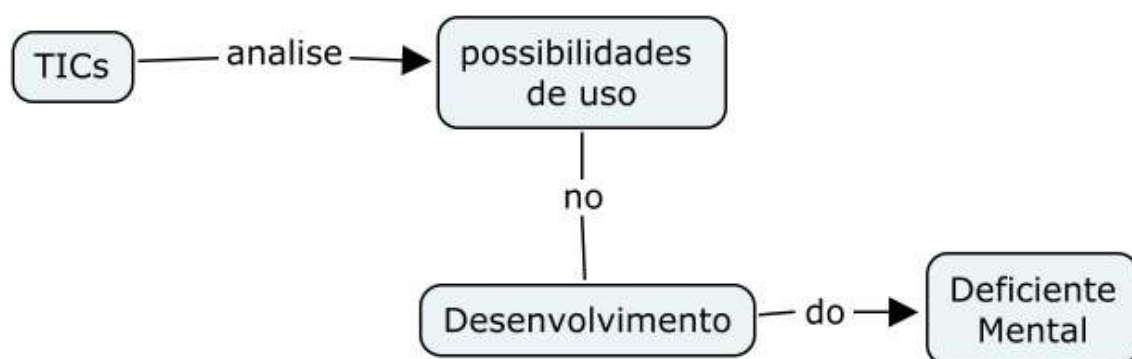 TICs
analise
possibilidades
de uso
no
Desenvolvimento
do
Deficiente
Mental